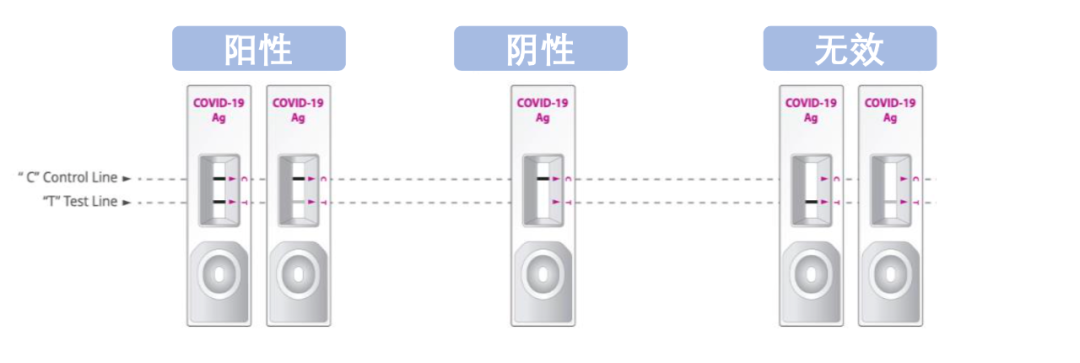 阳性
阴性
无效
COVID-19
Ag
COVID-19
Ag
COVID-19
Ag
COVID-19
Ag
COVID-19
Ag
“ C” Control Line ►
“T” Test Line ►
C
C
C
C
C
T
T
T
T
T